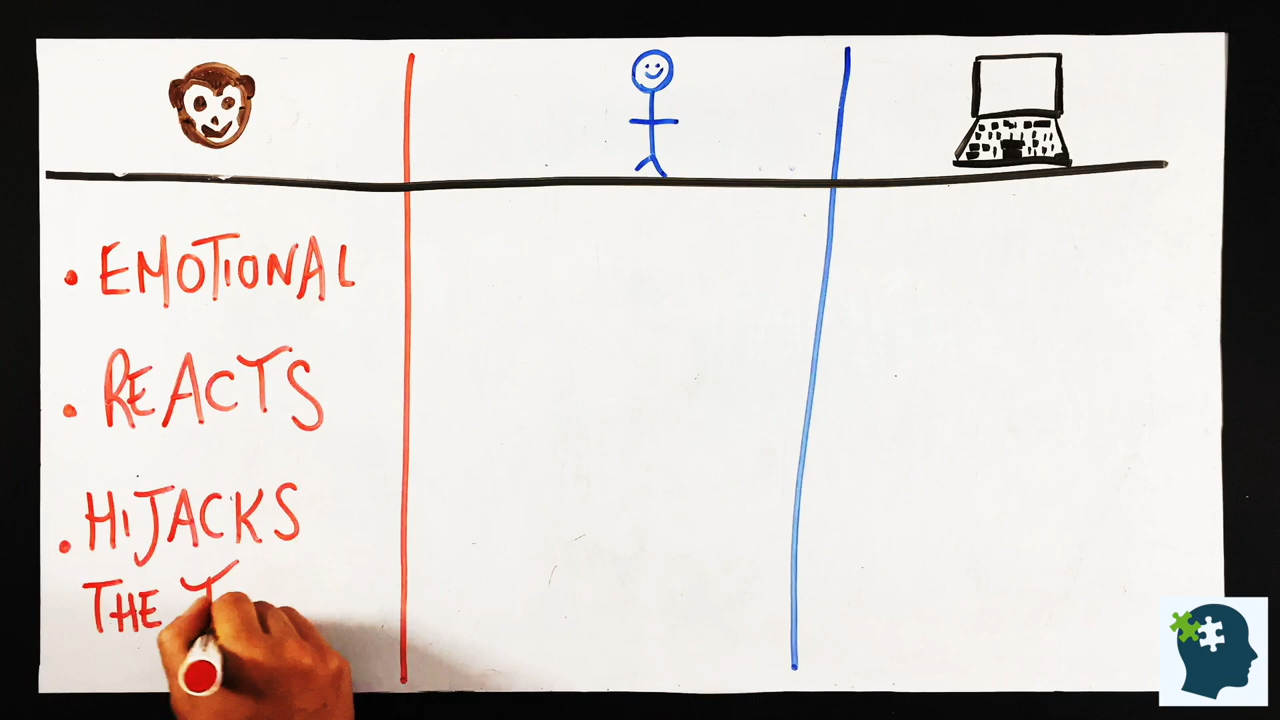 • EMOTIONAL
• REACTS
• HiJACKS
THE T